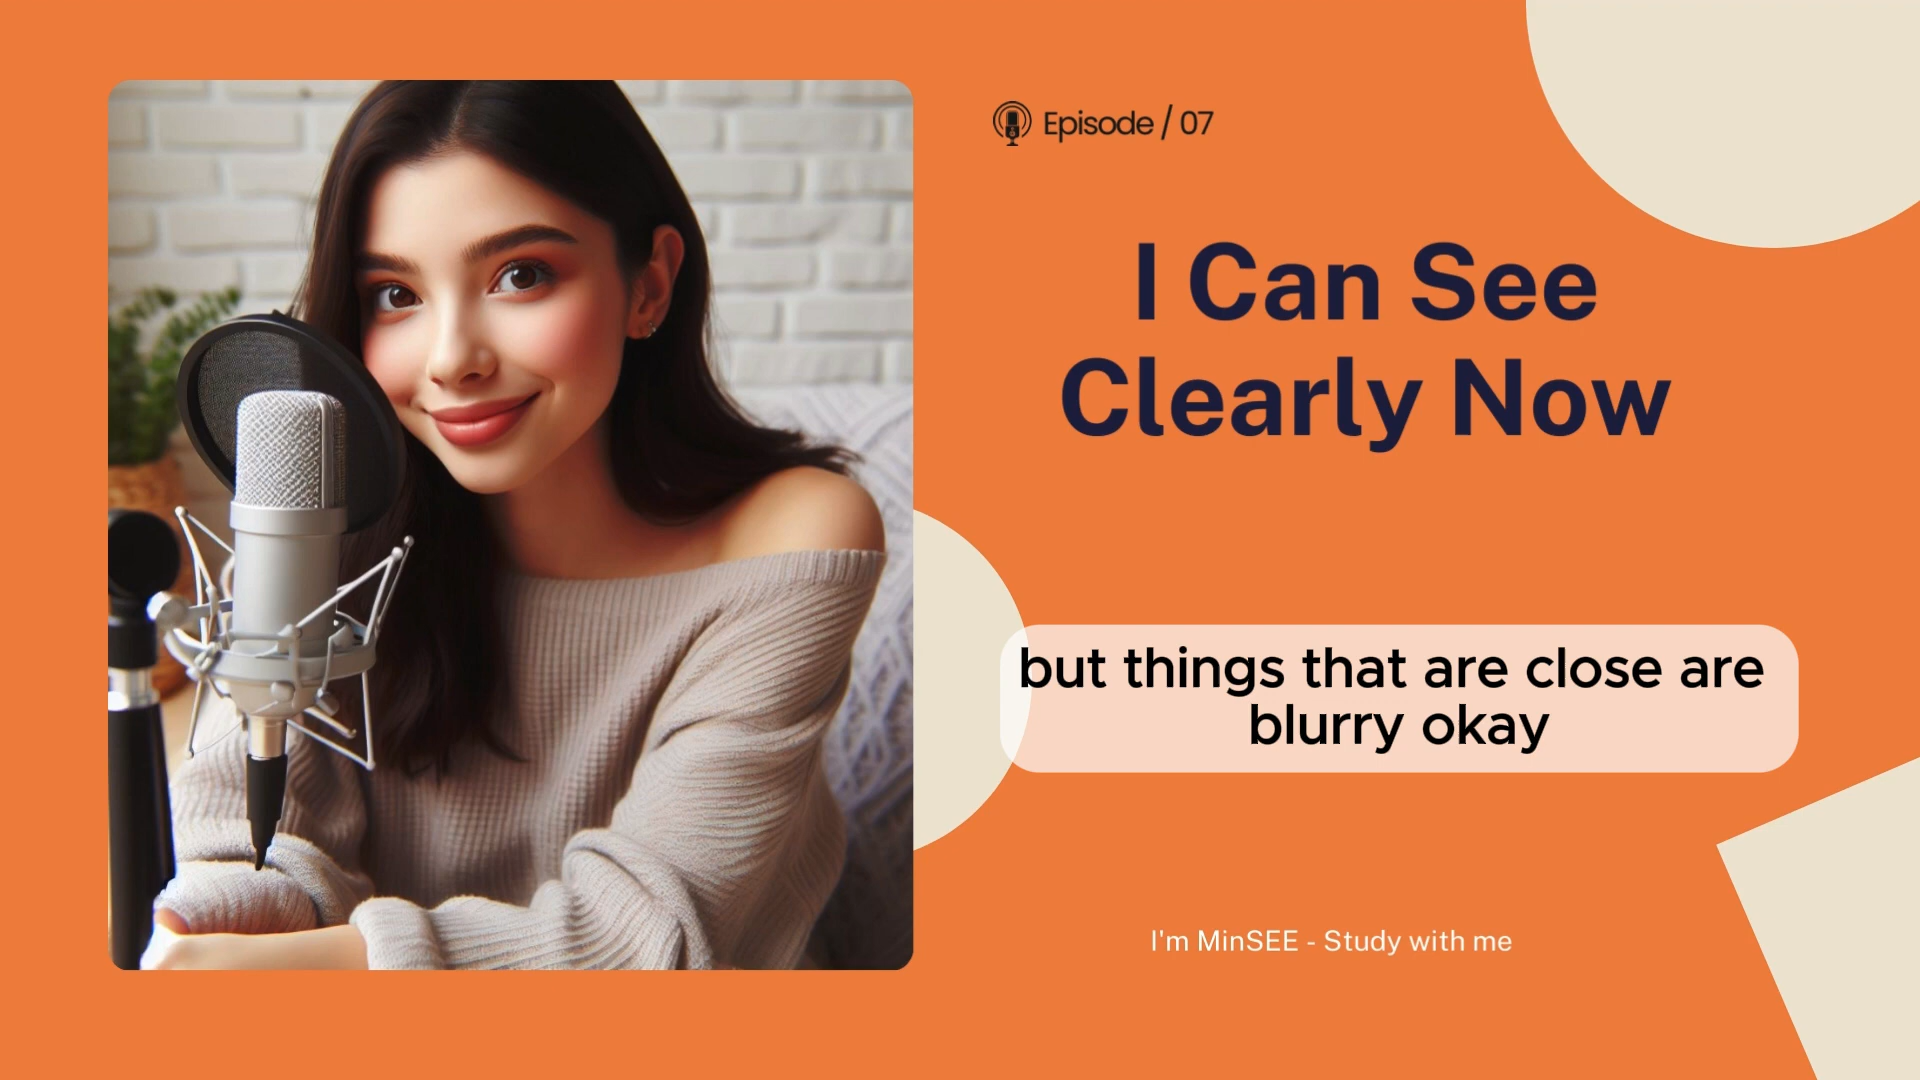 Episode / 07
I Can See
Clearly Now
but things that are close are
blurry okay
I'm MinSEE - Study with me